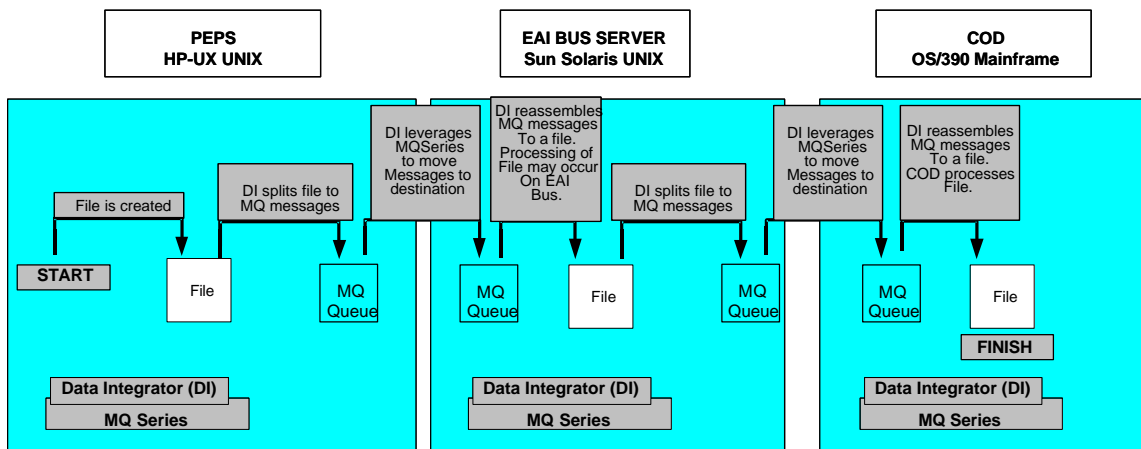 PEPS
HP-UX UNIX
EAI BUS SERVER
Sun Solaris UNIX
COD
OS/390 Mainframe
File is created
DI splits file to
MQ messages
DI leverages
MQSeries
to move
Messages to
destination
DI reassembles
MQ messages
To a file.
Processing of
File may occur
On EAI
Bus.
DI splits file to
MQ messages
DI leverages
MQSeries
to move
Messages to
destination
DI reassembles
MQ messages
To a file.
COD processes
File.
START
File
MQ
Queue
MQ
Queue
File
MQ
Queue
MQ
Queue
File
FINISH
Data Integrator (DI)
MQ Series
Data Integrator (DI)
MQ Series
Data Integrator (DI)
MQ Series